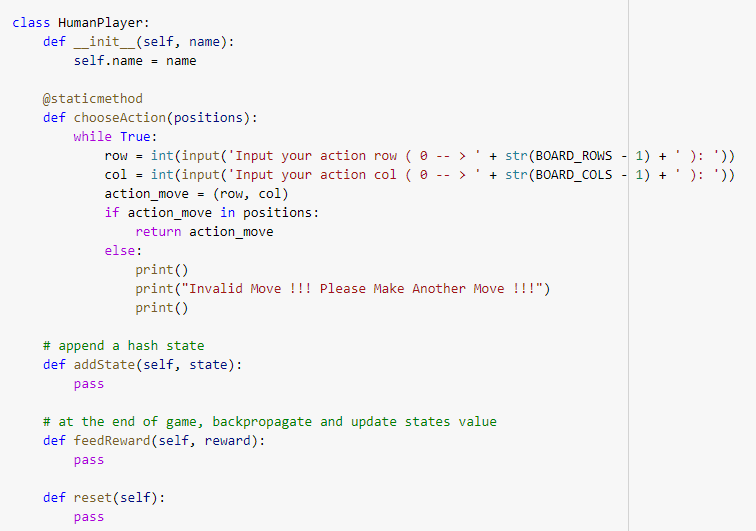 class HumanPlayer:
    def __init__(self, name):
        self.name = name

    @staticmethod
    def chooseAction(positions):
        while True:
            row = int(input('Input your action row ( 0 -- > ' + str(BOARD_ROWS - 1) + ' ): '))
            col = int(input('Input your action col ( 0 -- > ' + str(BOARD_COLS - 1) + ' ): '))
            action_move = (row, col)
            if action_move in positions:
                return action_move
            else:
                print()
                print("Invalid Move !!! Please Make Another Move !!!")
                print()

    # append a hash state
    def addState(self, state):
        pass

    # at the end of game, backpropagate and update states value
    def feedReward(self, reward):
        pass

    def reset(self):
        pass